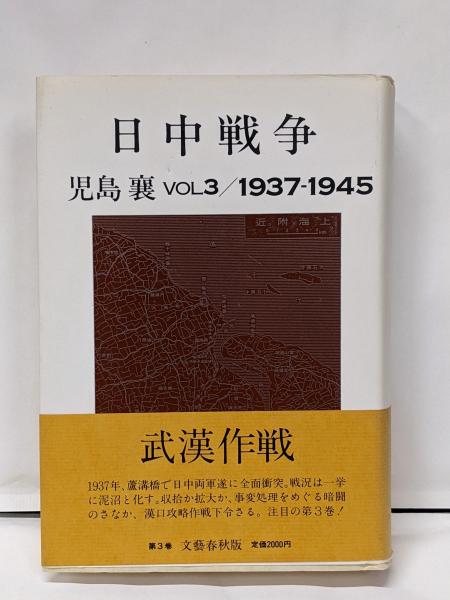 日中戦争
児島 襄 VOL3/1937-1945
近附海上
武漢作戦
1937年、蘆溝橋で日中両軍遂に全面衝突。戦況は一挙
に泥沼と化す。収拾か拡大か、事変処理をめぐる暗闘
のさなか、漢口攻略作戦下令さる。注目の第3巻！
第3巻 文藝春秋版 定価2000円